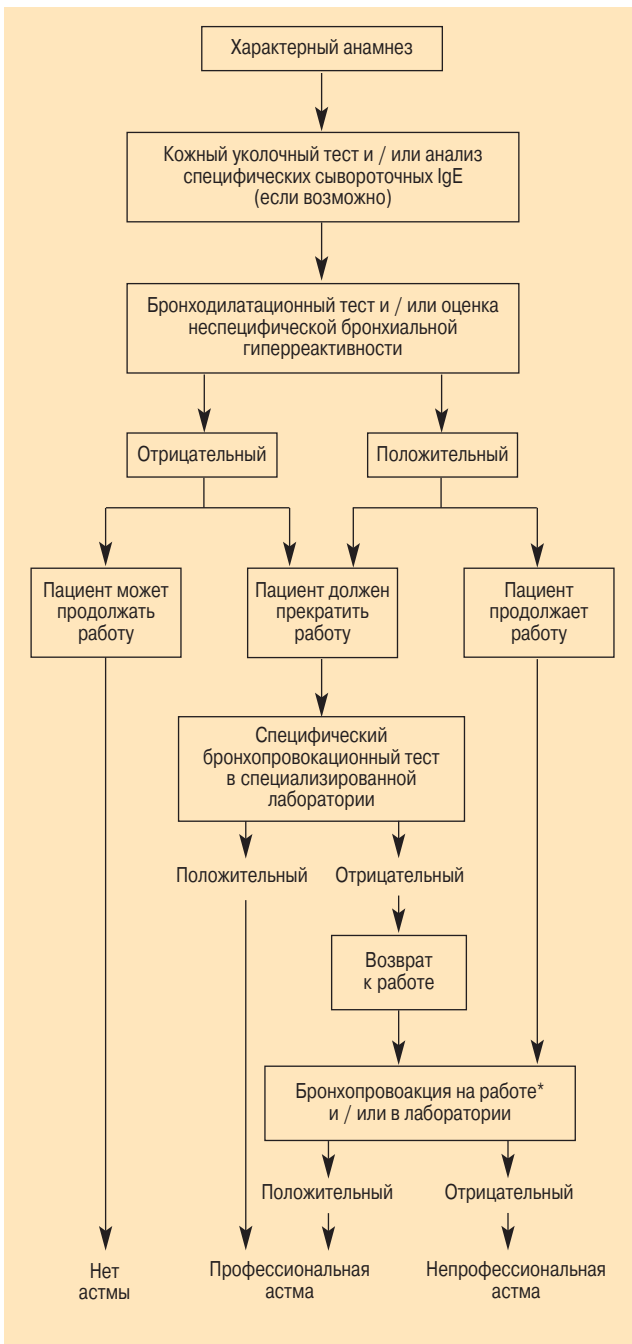 Характерный анамнез
Кожный уколочный тест и / или анализ
специфических сывороточных IgE
(если возможно)
Бронходилатационный тест и / или оценка
неспецифической бронхиальной
гиперреактивности
Отрицательный
Положительный
Пациент может
продолжать
работу
Пациент должен
прекратить
работу
Пациент
продолжает
работу
Специфический
бронхопровокационный тест
в специализированной
лаборатории
Положительный
Отрицательный
Возврат
к работе
Бронхопровоакция на работе*
и / или в лаборатории
Положительный
Отрицательный
Нет
астмы
Профессиональная
астма
Непрофессиональная
астма